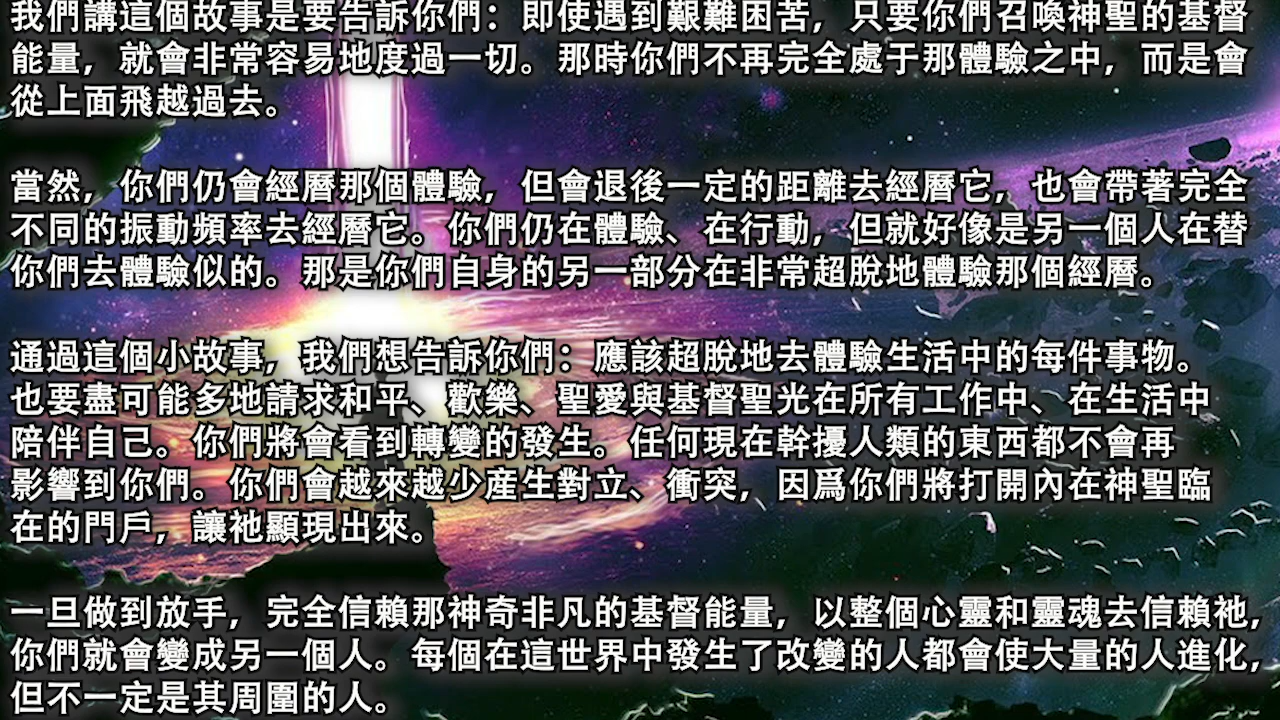 我們講這個故事是要告訴你們：即使遇到艱難困苦，只要你們召喚神聖的基督
能量，就會非常容易地度過一切。那時你們不再完全處于那體驗之中，而是會
從上面飛越過去。
當然，你們仍會經曆那個體驗，但會退後一定的距離去經曆它，也會帶著完全
不同的振動頻率去經曆它。你們仍在體驗、在行動，但就好像是另一個人在替
你們去體驗似的。那是你們自身的另一部分在非常超脫地體驗那個經曆。
通過這個小故事，我們想告訴你們：應該超脫地去體驗生活中的每件事物。
也要盡可能多地請求和平、歡樂、聖愛與基督聖光在所有工作中、在生活中
陪伴自己。你們將會看到轉變的發生。任何現在幹擾人類的東西都不會再
影響到你們。你們會越來越少産生對立、衝突，因爲你們將打開內在神聖臨
在的門戶，讓祂顯現出來。
一旦做到放手，完全信賴那神奇非凡的基督能量，以整個心靈和靈魂去信賴祂，
你們就會變成另一個人。每個在這世界中發生了改變的人都會使大量的人進化，
但不一定是其周圍的人。